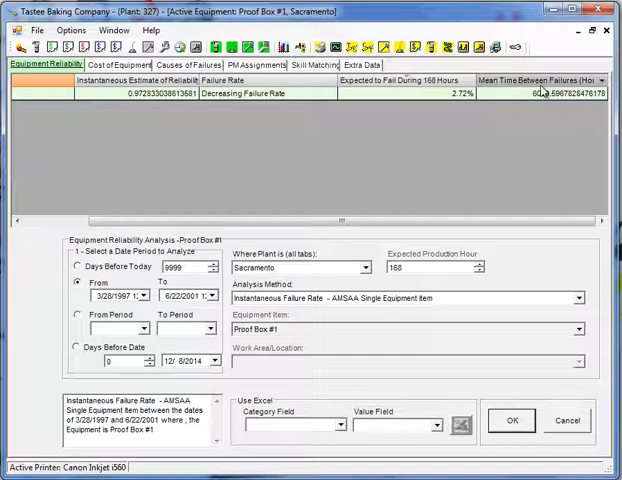 Tastee Baking Company - (Plant: 327) - [Active Equipment: Proof Box #1, Sacramento]
File Options Window Help
Equipment Reliability Cost of Equipment Causes of Failures PM Assignments Skill Matching Extra Data
Instantaneous Estimate of Reliabilit Failure Rate Expected to Fail During 168 Hours Mean Time Between Failures (Ho
0.972833038613581 Decreasing Failure Rate 2.72%
Equipment Reliability Analysis -Proof Box #1
1 - Select a Date Period to Analyze
Days Before Today 9999
From To
3/28/1997 1 6/22/2001 12:
From Period To Period
Days Before Date
0 12/ 8/2014
Where Plant is (all tabs): Expected Production Hour
Sacramento 168
Analysis Method:
Instantaneous Failure Rate - AMSAA Single Equipment Item
Equipment Item:
Proof Box #1
Work Area/Location:
Instantaneous Failure Rate - AMSAA
Single Equipment Item between the dates
of 3/28/1997 and 6/22/2001 where , the
Equipment is Proof Box #1
Use Excel
Category Field Value Field
OK Cancel
Active Printer: Canon Inkjet i560